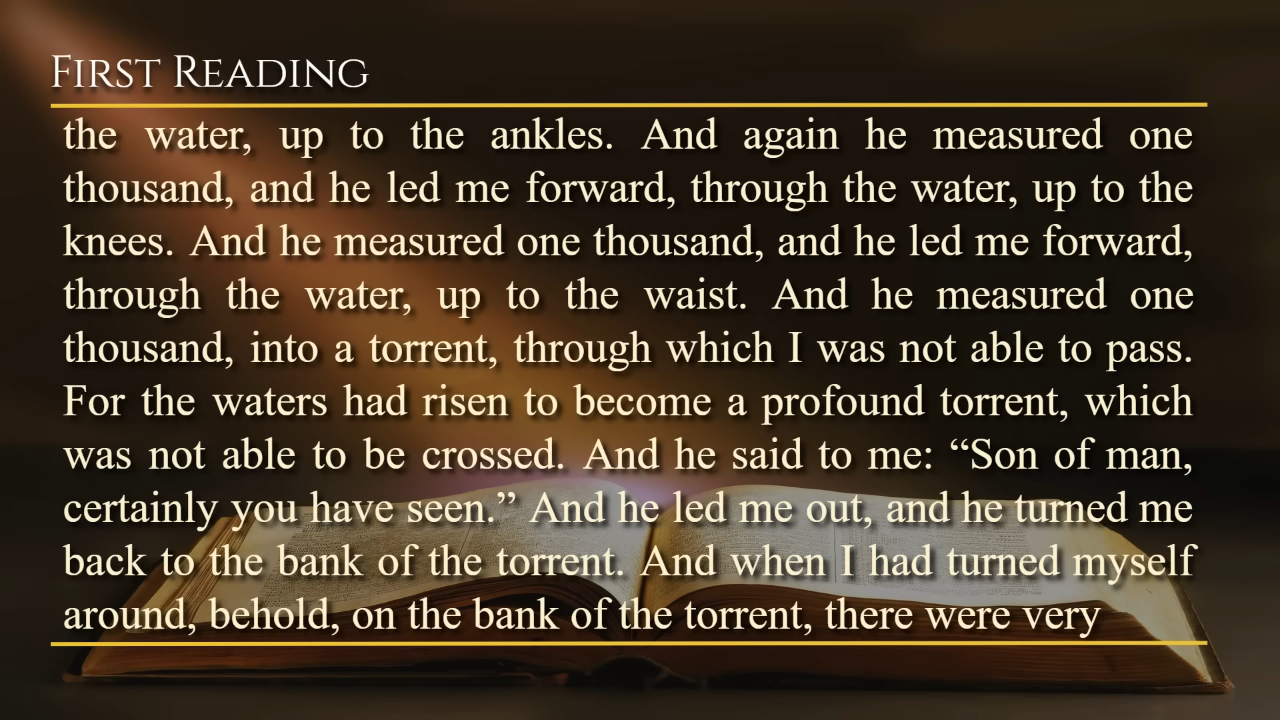 First Reading
the water, up to the ankles. And again he measured one
thousand, and he led me forward, through the water, up to the
knees. And he measured one thousand, and he led me forward,
through the water, up to the waist. And he measured one
thousand, into a torrent, through which I was not able to pass.
For the waters had risen to become a profound torrent, which
was not able to be crossed. And he said to me: “Son of man,
certainly you have seen.” And he led me out, and he turned me
back to the bank of the torrent. And when I had turned myself
around, behold, on the bank of the torrent, there were very